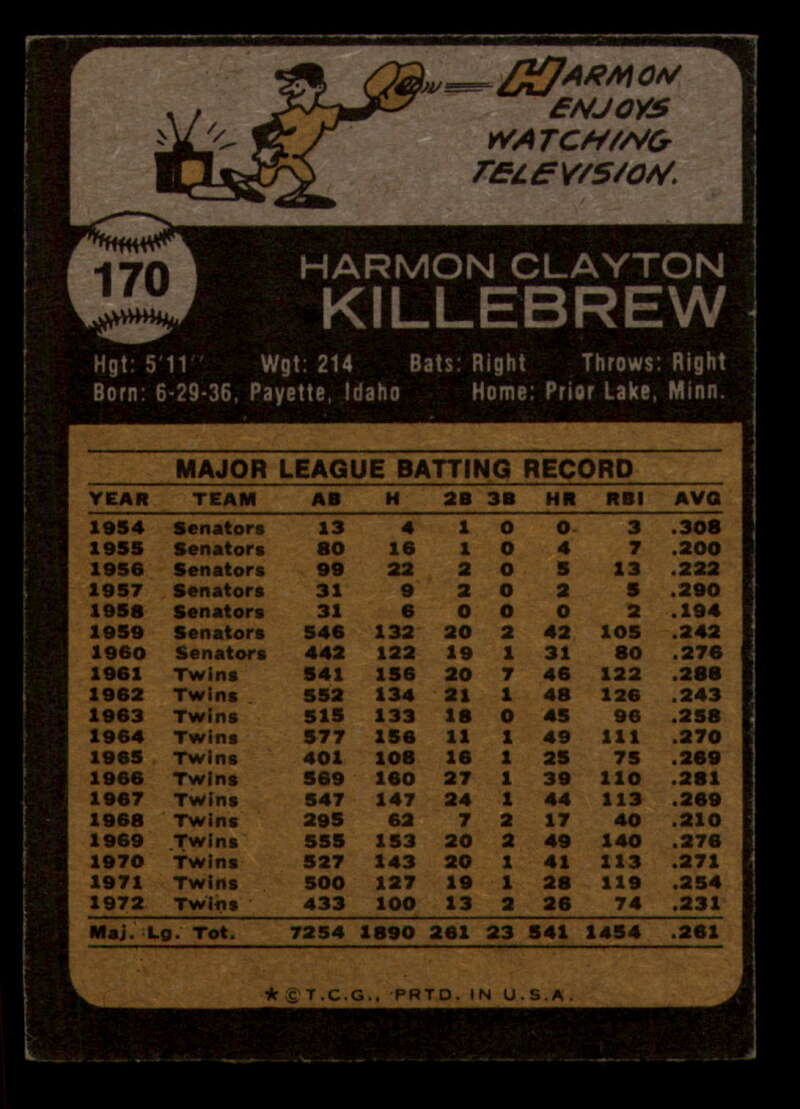 HARMON
ENJOYS
WATCHING
TELEVISION.
170
HARMON CLAYTON
KILLEBREW
Hgt: 5'11" Wgt: 214 Bats: Right Throws: Right
Born: 6-29-36, Payette, Idaho Home: Prior Lake, Minn.
MAJOR LEAGUE BATTING RECORD
YEAR TEAM AB H 2B 3B HR RBI AVG
1954 Senators 13 4 1 0 0 3 .308
1955 Senators 80 16 1 0 4 7 .200
1956 Senators 99 22 2 0 5 13 .222
1957 Senators 31 9 2 0 2 5 .290
1958 Senators 31 6 0 0 0 2 .194
1959 Senators 546 132 20 2 42 105 .242
1960 Senators 442 122 19 1 31 80 .276
1961 Twins 541 156 20 7 46 122 .288
1962 Twins 552 134 21 1 48 126 .243
1963 Twins 515 133 18 0 45 96 .258
1964 Twins 577 156 11 1 49 111 .270
1965 Twins 401 108 16 1 25 75 .269
1966 Twins 569 160 27 1 39 110 .281
1967 Twins 547 147 24 1 44 113 .269
1968 Twins 295 62 7 2 17 40 .210
1969 Twins 555 153 20 2 49 140 .276
1970 Twins 527 143 20 1 41 113 .271
1971 Twins 500 127 19 1 28 119 .254
1972 Twins 433 100 13 2 26 74 .231
Maj. Lg. Tot. 7254 1890 261 23 541 1454 .261
* © T.C.G., PRTD. IN U.S.A.